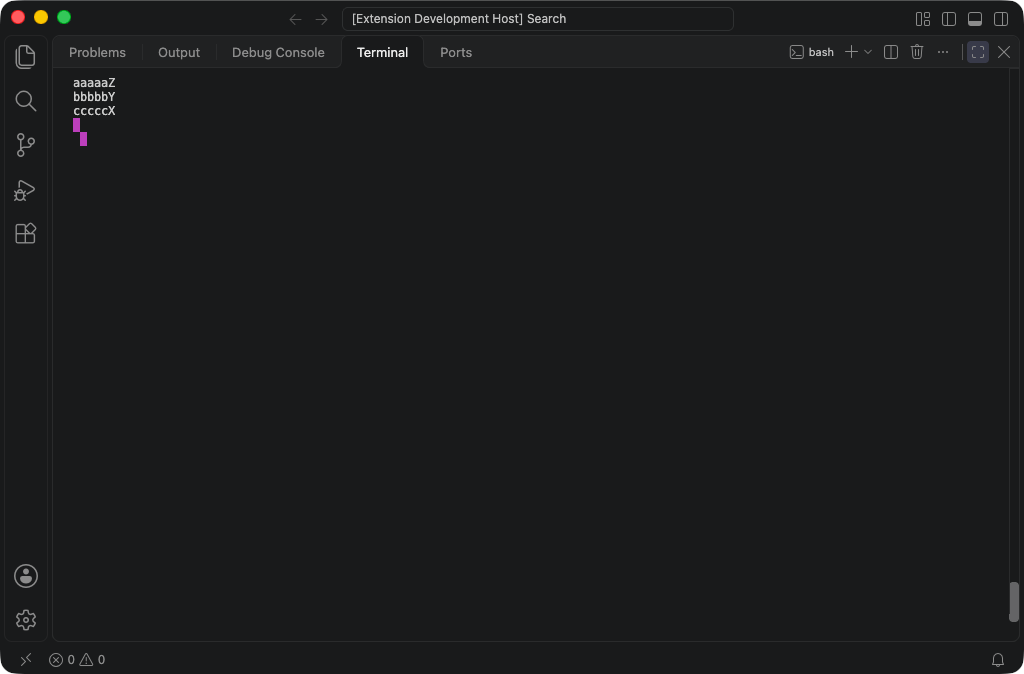 [Extension Development Host] Search
Problems
Output
Debug Console
Terminal
Ports
bash
aaaaaZ
bbbbbY
cccccX
0
0